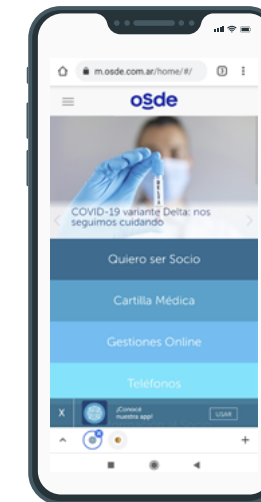 m.osde.com.ar/home/#/
osde
COVID-19 variante Delta: nos
seguimos cuidando
Quiero ser Socio
Cartilla Médica
Gestiones Online
Teléfonos
X
¡Conocé
nuestra app!
USAR